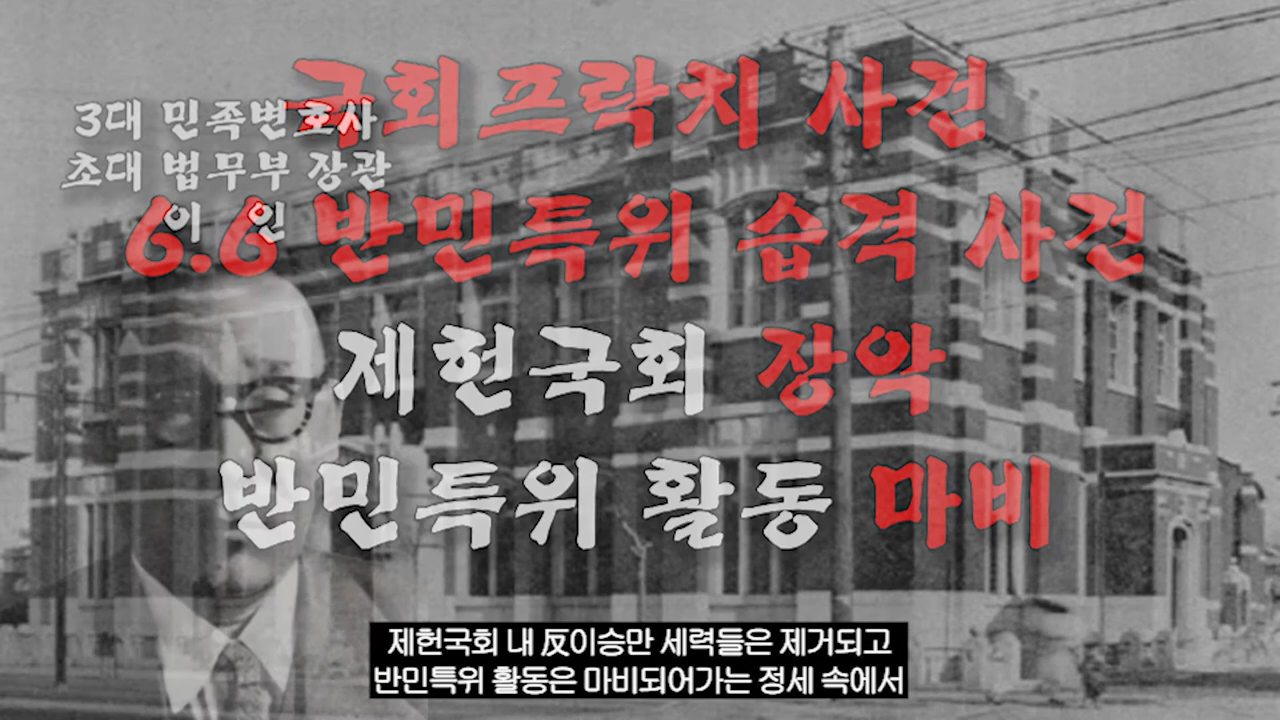 국회프락치 사건
3대 민족변호사
초대 법무부 장관
이 인
6.6 반민특위 습격 사건
제헌국회 장악
반민특위 활동 마비
제헌국회 내 反이승만 세력들은 제거되고
반민특위 활동은 마비되어가는 정세 속에서